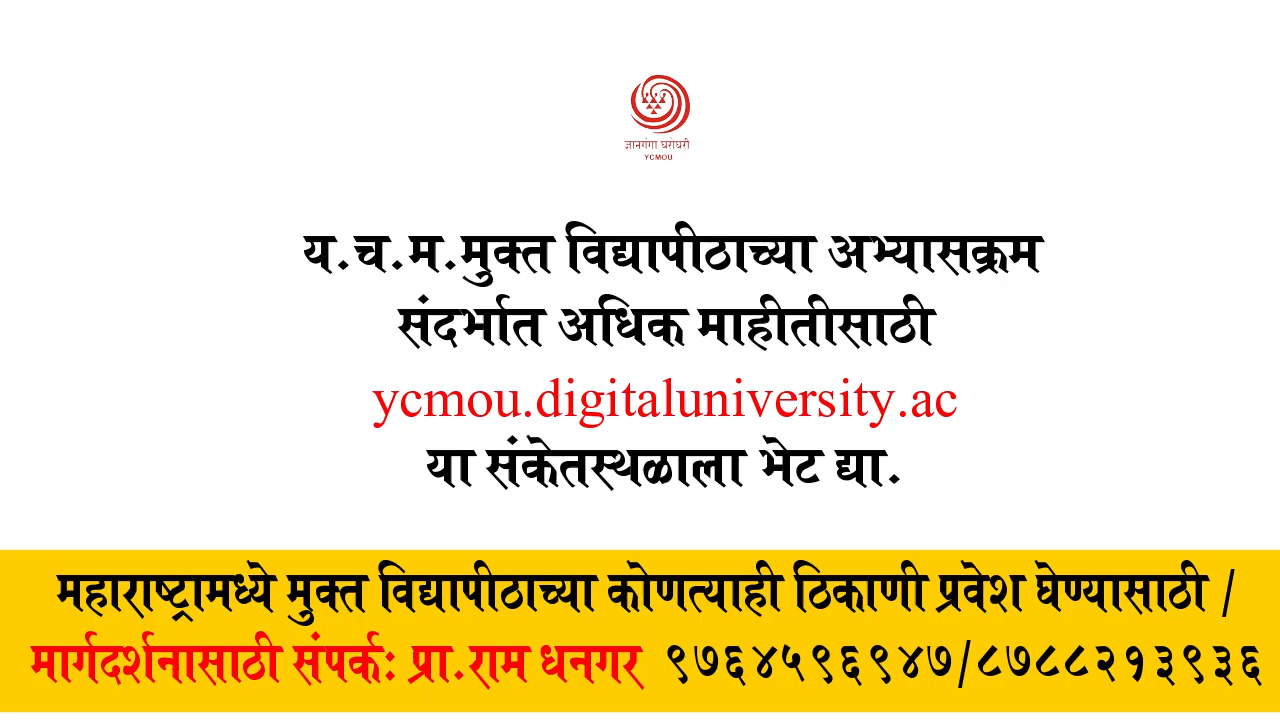 ज्ञानगंगा घरोघरी
YCMOU
य.च.म.मुक्त विद्यापीठाच्या अभ्यासक्रम
संदर्भात अधिक माहीतीसाठी
ycmou.digitaluniversity.ac
या संकेतस्थळाला भेट द्या.
महाराष्ट्रामध्ये मुक्त विद्यापीठाच्या कोणत्याही ठिकाणी प्रवेश घेण्यासाठी /
मार्गदर्शनासाठी संपर्क: प्रा.राम धनगर ९७६४५९६९४७/८७८८२१३९३६